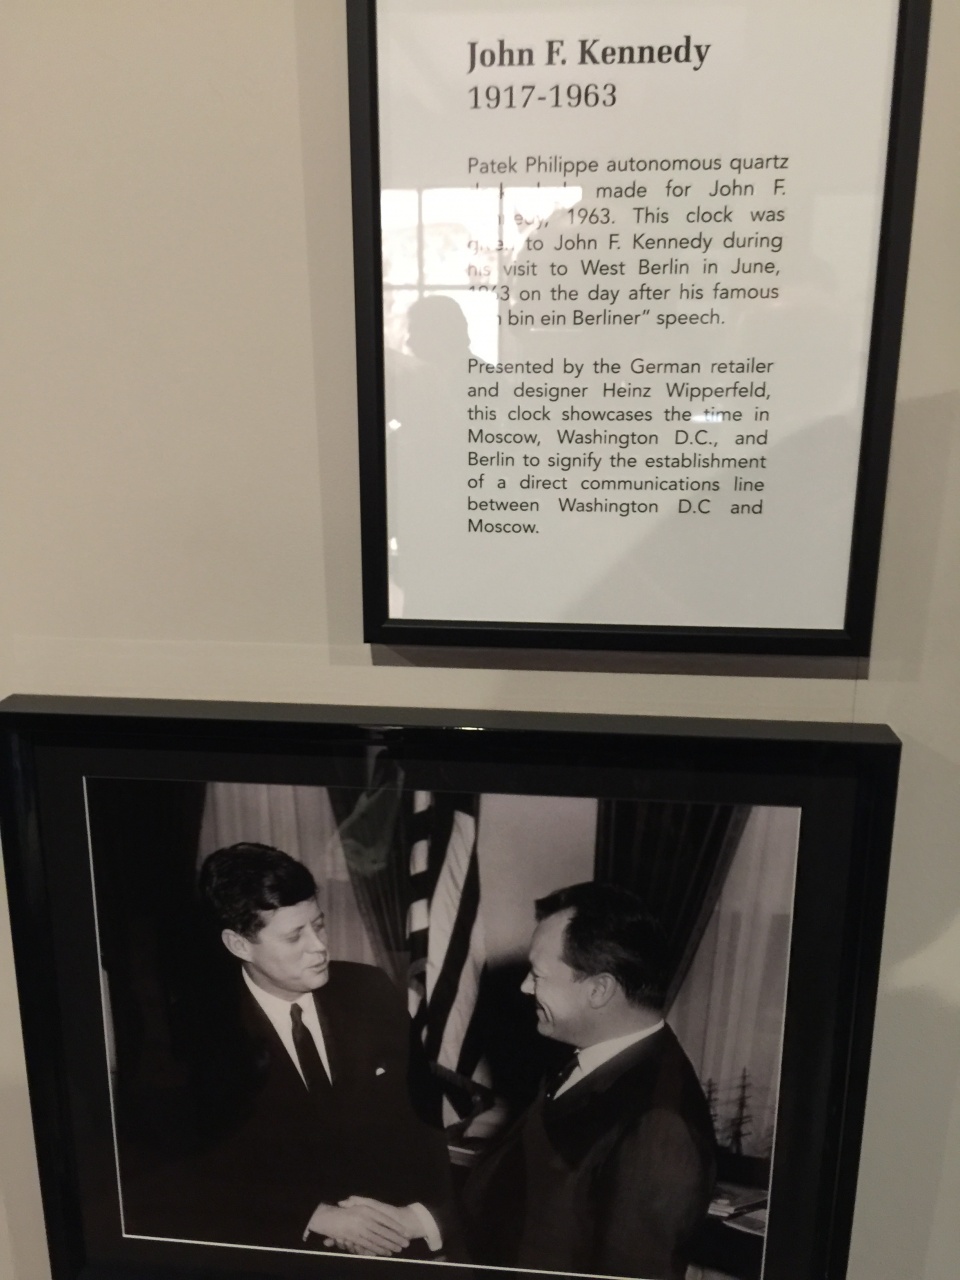 John F. Kennedy
1917-1963
Patek Philippe autonomous quartz
made for John F.
1963. This clock was
to John F. Kennedy during
his visit to West Berlin in June,
1963 on the day after his famous
bin ein Berliner” speech.
Presented by the German retailer
and designer Heinz Wipperfeld,
this clock showcases the time in
Moscow, Washington D.C., and
Berlin to signify the establishment
of a direct communications line
between Washington D.C and
Moscow.